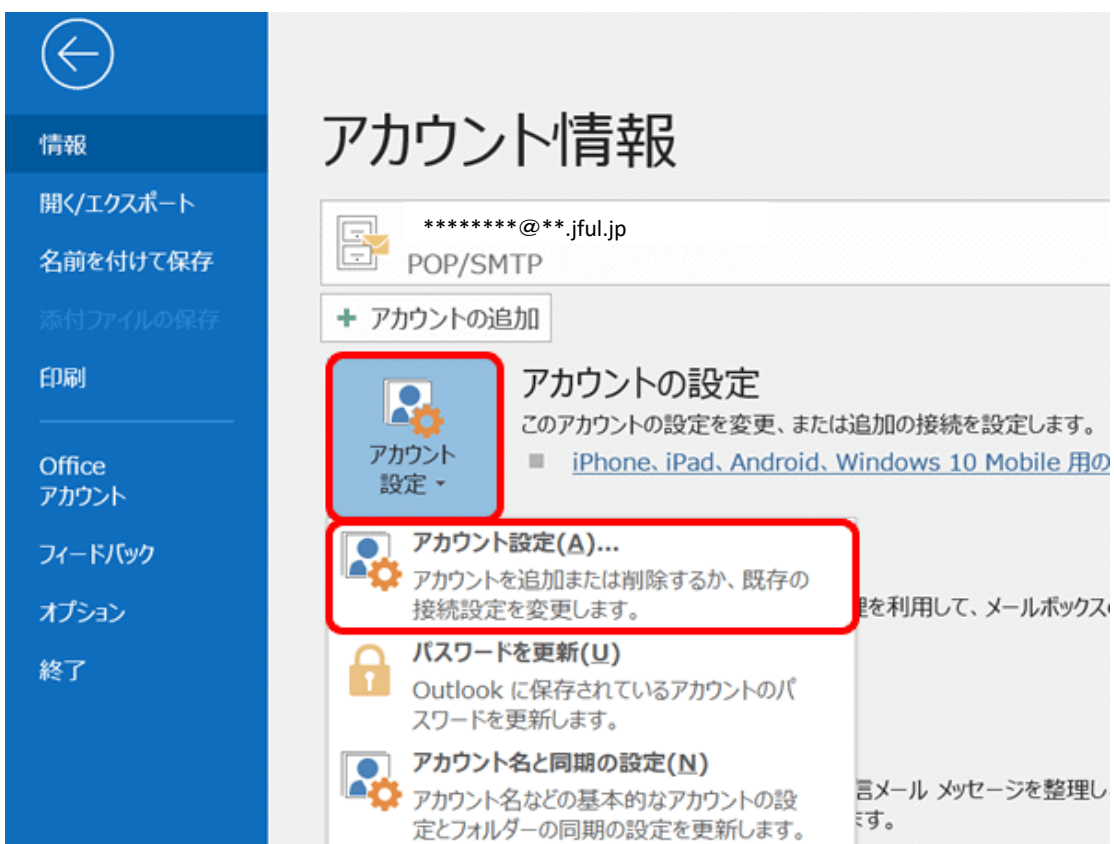 情報
開く/エクスポート
名前を付けて保存
添付ファイルの保存
印刷
Office
アカウント
フィードバック
オプション
終了
アカウント情報
********@**.jful.jp
POP/SMTP
+ アカウントの追加
アカウント
設定
アカウントの設定
このアカウントの設定を変更、または追加の接続を設定します。
iPhone、iPad、Android、Windows 10 Mobile 用の
アカウント設定(A)...
アカウントを追加または削除するか、既存の
接続設定を変更します。
を利用して、メールボックス
パスワードを更新(U)
Outlook に保存されているアカウントのパ
スワードを更新します。
アカウント名と同期の設定(N)
アカウント名などの基本的なアカウントの設
定とフォルダーの同期の設定を更新します。
メール メッセージを整理し
ます。